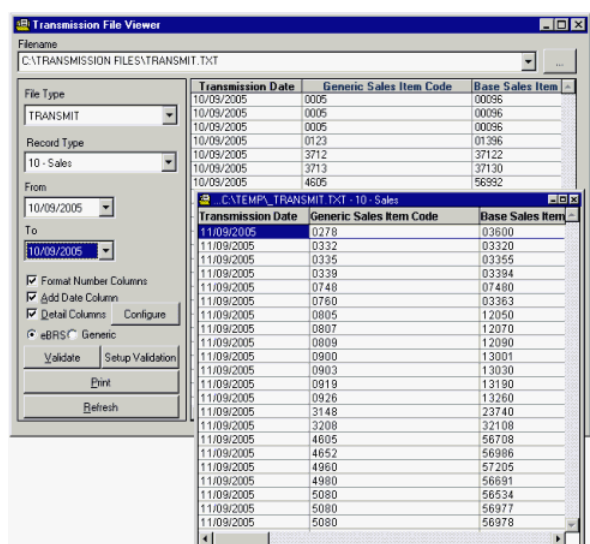 Transmission File Viewer
Filename
C:\TRANSMISSION FILES\TRANSMIT.TXT
...
File Type
TRANSMIT
Record Type
10 - Sales
From
10/09/2005
To
10/09/2005
Format Number Columns
Add Date Column
Detail Columns Configure
eBRS Generic
Validate Setup Validation
Print
Refresh
Transmission Date Generic Sales Item Code Base Sales Item
10/09/2005 0005 00096
10/09/2005 0005 00096
10/09/2005 0005 00096
10/09/2005 0123 01396
10/09/2005 3712 37122
10/09/2005 3713 37130
10/09/2005 4605 56992
...C:\TEMP\_TRANSMIT.TXT - 10 - Sales
Transmission Date Generic Sales Item Code Base Sales Item
11/09/2005 0278 03600
11/09/2005 0332 03320
11/09/2005 0335 03355
11/09/2005 0339 03394
11/09/2005 0748 07480
11/09/2005 0760 03363
11/09/2005 0805 12050
11/09/2005 0807 12070
11/09/2005 0809 12090
11/09/2005 0900 13001
11/09/2005 0903 13030
11/09/2005 0919 13190
11/09/2005 0926 13260
11/09/2005 3148 23740
11/09/2005 3208 32108
11/09/2005 4605 56708
11/09/2005 4652 56986
11/09/2005 4960 57205
11/09/2005 4980 56691
11/09/2005 5080 56534
11/09/2005 5080 56977
11/09/2005 5080 56978